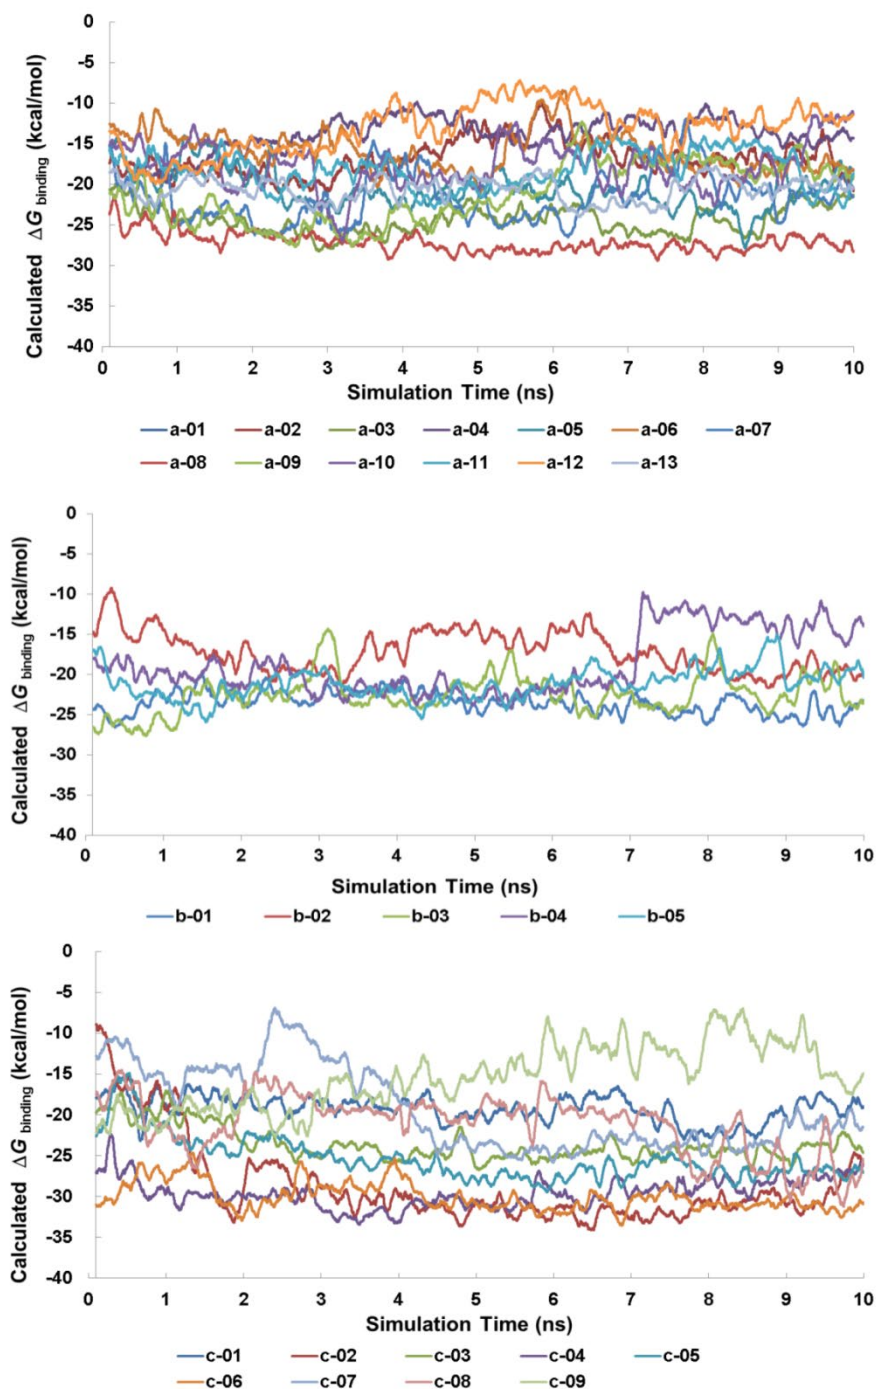 0
-5
-10
-15
-20
-25
-30
-35
-40
Calculated ΔG binding (kcal/mol)
0 1 2 3 4 5 6 7 8 9 10
Simulation Time (ns)
a-01 a-02 a-03 a-04 a-05 a-06 a-07
a-08 a-09 a-10 a-11 a-12 a-13
0
-5
-10
-15
-20
-25
-30
-35
-40
Calculated ΔG binding (kcal/mol)
0 1 2 3 4 5 6 7 8 9 10
Simulation Time (ns)
b-01 b-02 b-03 b-04 b-05
0
-5
-10
-15
-20
-25
-30
-35
-40
Calculated ΔG binding (kcal/mol)
0 1 2 3 4 5 6 7 8 9 10
Simulation Time (ns)
c-01 c-02 c-03 c-04 c-05
c-06 c-07 c-08 c-09